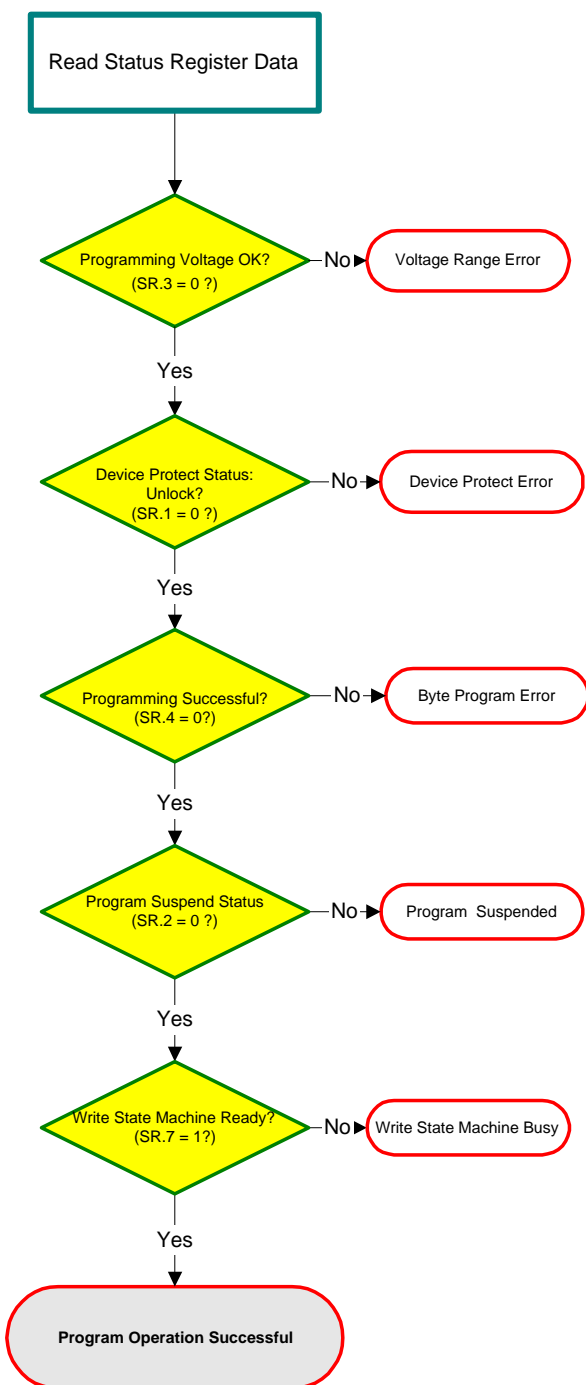 Read Status Register Data
Programming Voltage OK?
(SR.3 = 0 ?)
No
Voltage Range Error
Yes
Device Protect Status:
Unlock?
(SR.1 = 0 ?)
No
Device Protect Error
Yes
Programming Successful?
(SR.4 = 0?)
No
Byte Program Error
Yes
Program Suspend Status
(SR.2 = 0 ?)
No
Program Suspended
Yes
Write State Machine Ready?
(SR.7 = 1?)
No
Write State Machine Busy
Yes
Program Operation Successful